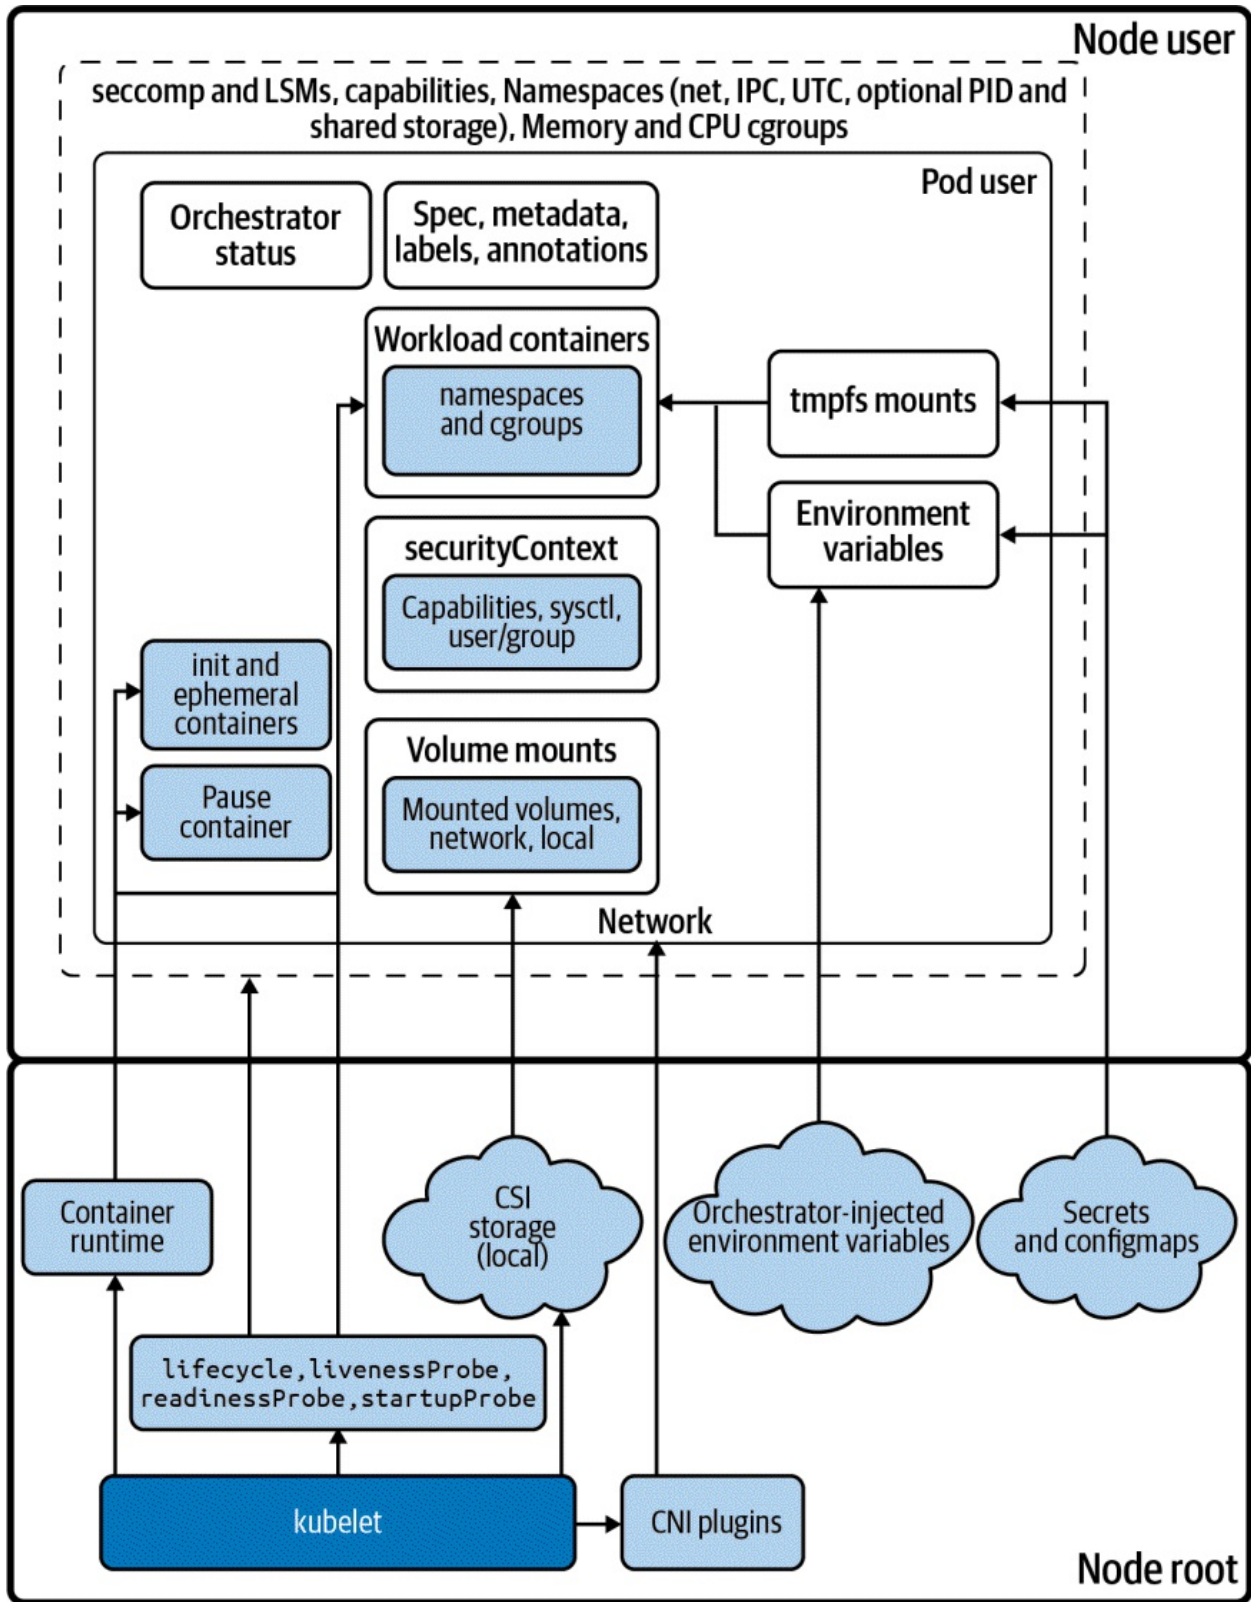 Node user
seccomp and LSMs, capabilities, Namespaces (net, IPC, UTC, optional PID and
shared storage), Memory and CPU cgroups
Pod user
Orchestrator
status
Spec, metadata,
labels, annotations
Workload containers
namespaces
and cgroups
tmpfs mounts
Environment
variables
securityContext
Capabilities, sysctl,
user/group
init and
ephemeral
containers
Pause
container
Volume mounts
Mounted volumes,
network, local
Network
Container
runtime
CSI
storage
(local)
Orchestrator-injected
environment variables
Secrets
and configmaps
lifecycle,livenessProbe,
readinessProbe,startupProbe
kubelet
CNI plugins
Node root